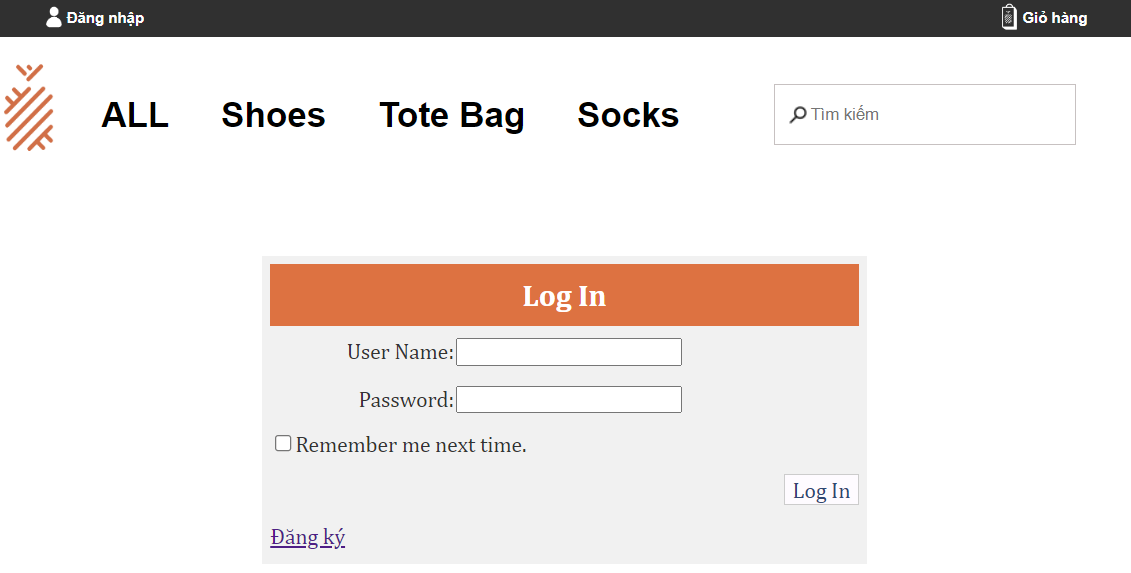 Đăng nhập Giỏ hàng
ALL Shoes Tote Bag Socks Tìm kiếm
Log In
User Name:
Password:
Remember me next time.
Log In
Đăng ký